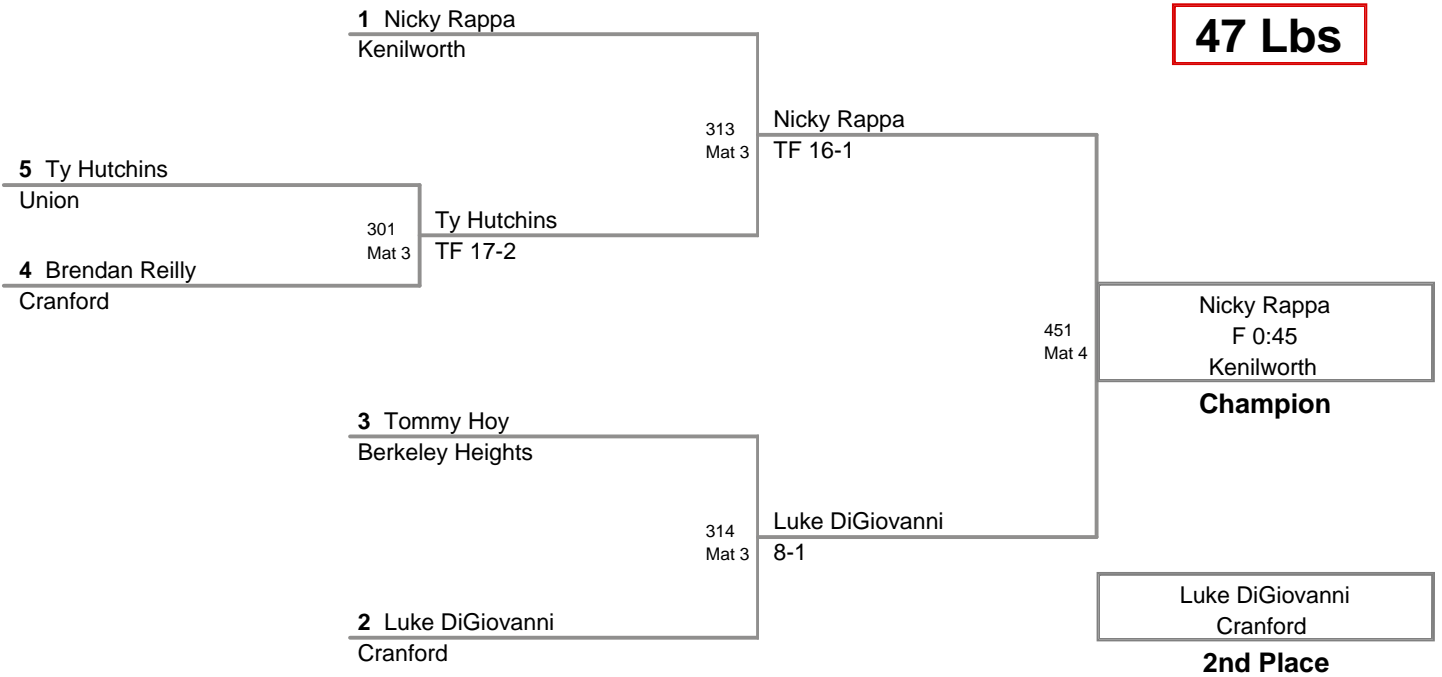 1 Nicky Rappa
Kenilworth
47 Lbs
313
Mat 3
Nicky Rappa
TF 16-1
5 Ty Hutchins
Union
301
Mat 3
Ty Hutchins
TF 17-2
4 Brendan Reilly
Cranford
451
Mat 4
Nicky Rappa
F 0:45
Kenilworth
Champion
3 Tommy Hoy
Berkeley Heights
314
Mat 3
Luke DiGiovanni
8-1
2 Luke DiGiovanni
Cranford
Luke DiGiovanni
Cranford
2nd Place